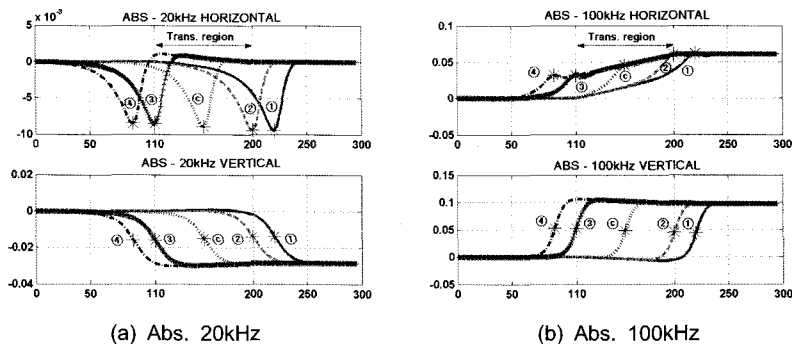 ABS - 20kHz HORIZONTAL
x 10⁻³
Trans. region
5
0
-5
-10
④ ③ ⓒ ② ①
0 50 110 200 250 300
ABS - 20kHz VERTICAL
0.02
0
-0.02
-0.04
④ ③ ⓒ ② ①
0 50 110 200 250 300
(a) Abs. 20kHz
ABS - 100kHz HORIZONTAL
Trans. region
0.1
0.05
0
-0.05
④ ③ ⓒ ② ①
0 50 110 200 250 300
ABS - 100kHz VERTICAL
0.15
0.1
0.05
0
-0.05
④ ③ ⓒ ② ①
0 50 110 200 250 300
(b) Abs. 100kHz